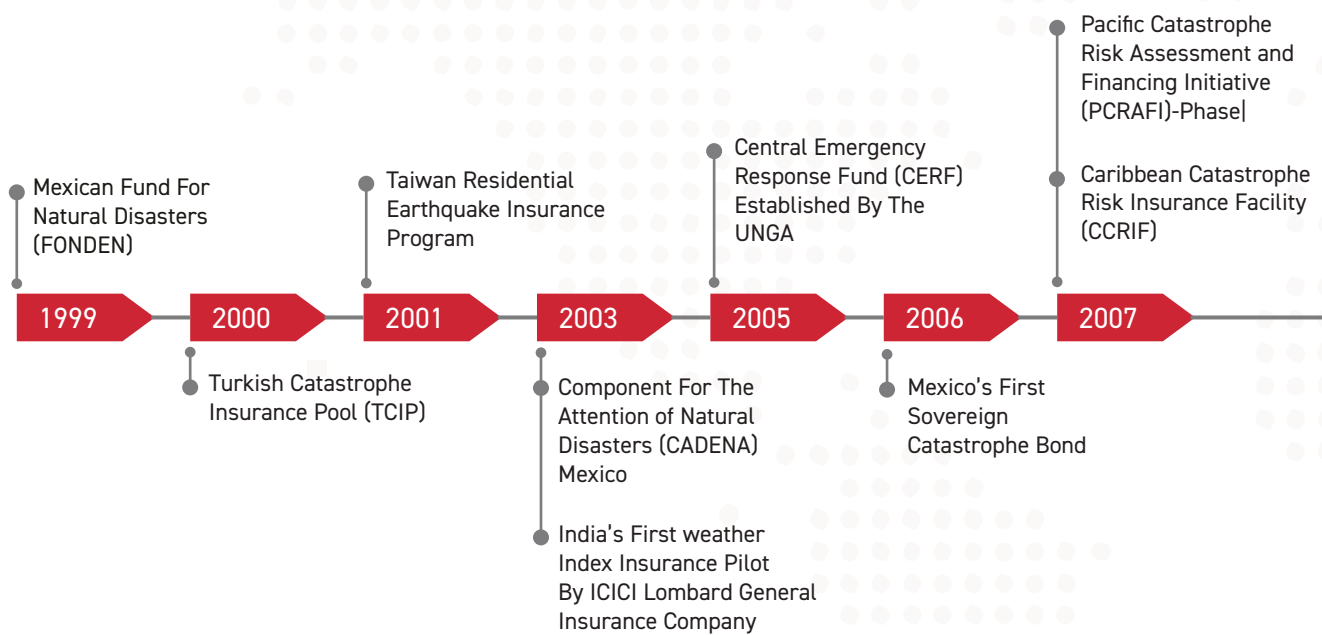 Pacific Catastrophe
Risk Assessment and
Financing Initiative
(PCRAFI)-Phase|
Central Emergency
Response Fund (CERF)
Established By The
UNGA
Caribbean Catastrophe
Risk Insurance Facility
(CCRIF)
Mexican Fund For
Natural Disasters
(FONDEN)
Taiwan Residential
Earthquake Insurance
Program
1999
2000
2001
2003
2005
2006
2007
Turkish Catastrophe
Insurance Pool (TCIP)
Component For The
Attention of Natural
Disasters (CADENA)
Mexico
India's First weather
Index Insurance Pilot
By ICICI Lombard General
Insurance Company
Mexico's First
Sovereign
Catastrophe Bond